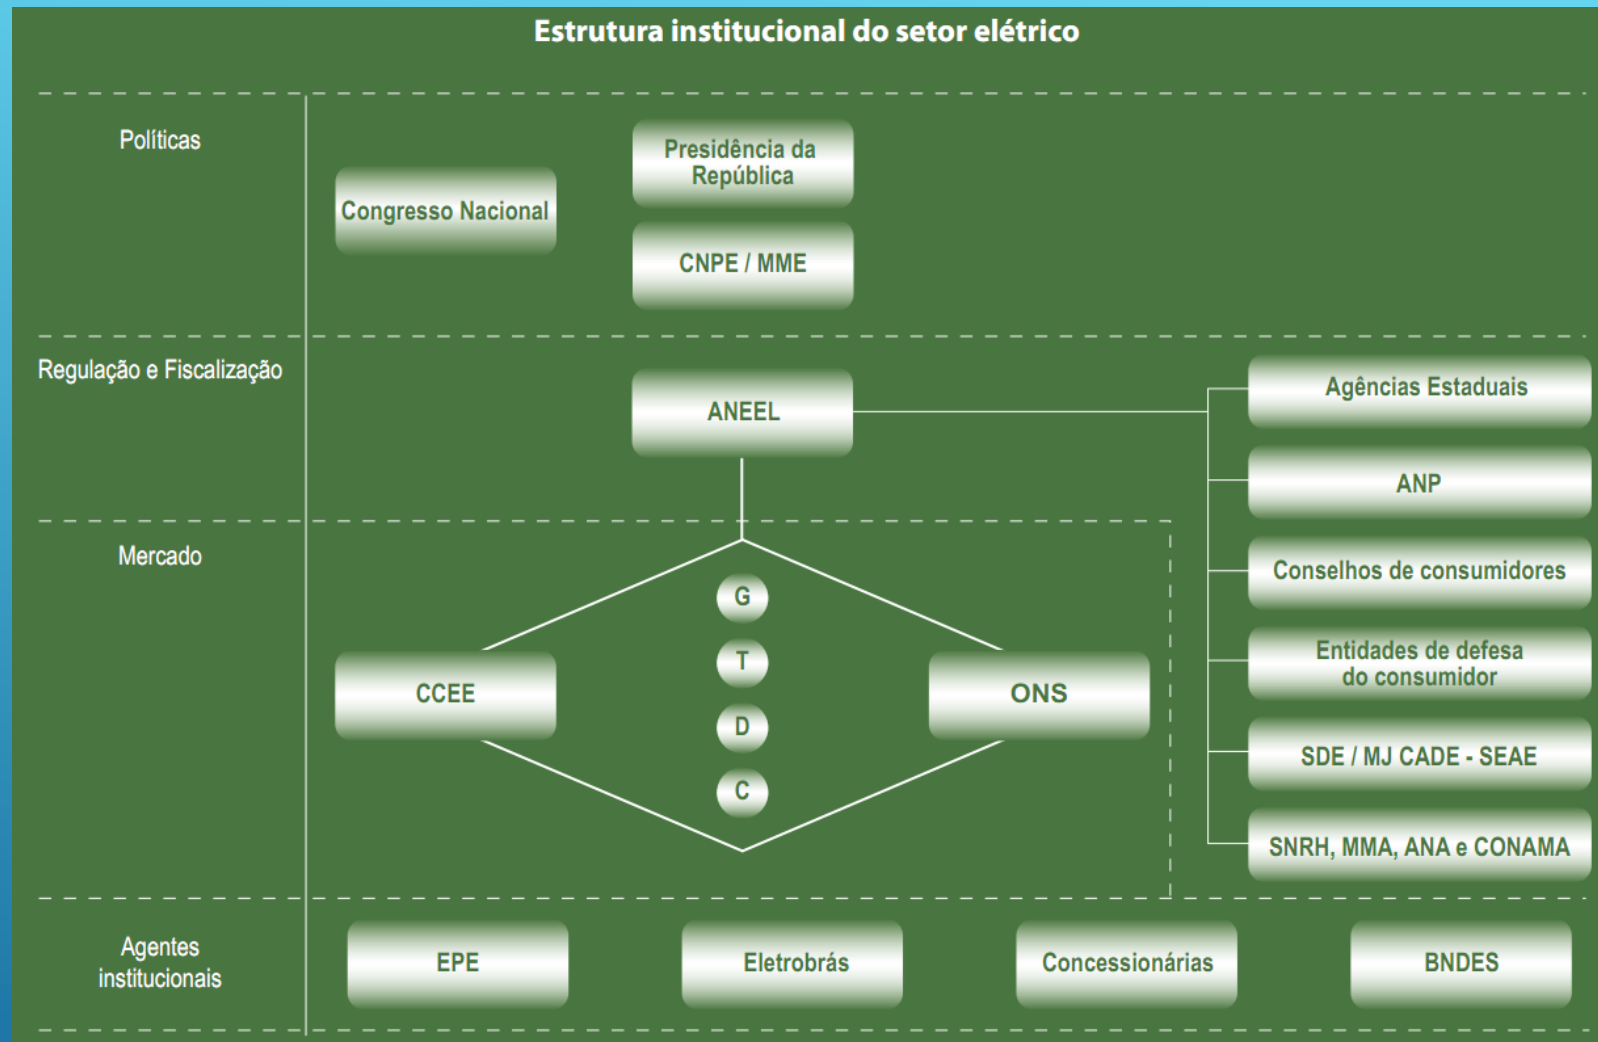 Estrutura institucional do setor elétrico
Políticas
Congresso Nacional
Presidência da
República
CNPE / MME
Regulação e Fiscalização
ANEEL
Agências Estaduais
ANP
Conselhos de consumidores
Entidades de defesa
do consumidor
SDE / MJ CADE - SEAE
SNRH, MMA, ANA e CONAMA
Mercado
CCEE
G
T
D
C
ONS
Agentes
institucionais
EPE
Eletrobrás
Concessionárias
BNDES